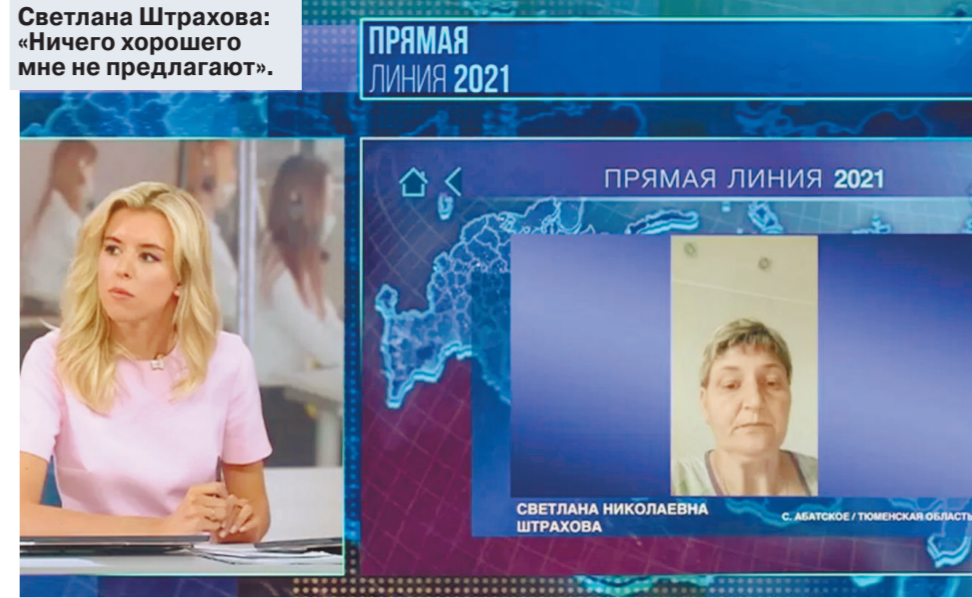 Светлана Штрахова:
«Ничего хорошего
мне не предлагают».
ПРЯМАЯ
ЛИНИЯ 2021
ПРЯМАЯ ЛИНИЯ 2021
СВЕТЛАНА НИКОЛАЕВНА
ШТРАХОВА
С. АБАТСКОЕ / ТЮМЕНСКАЯ ОБЛАСТЬ